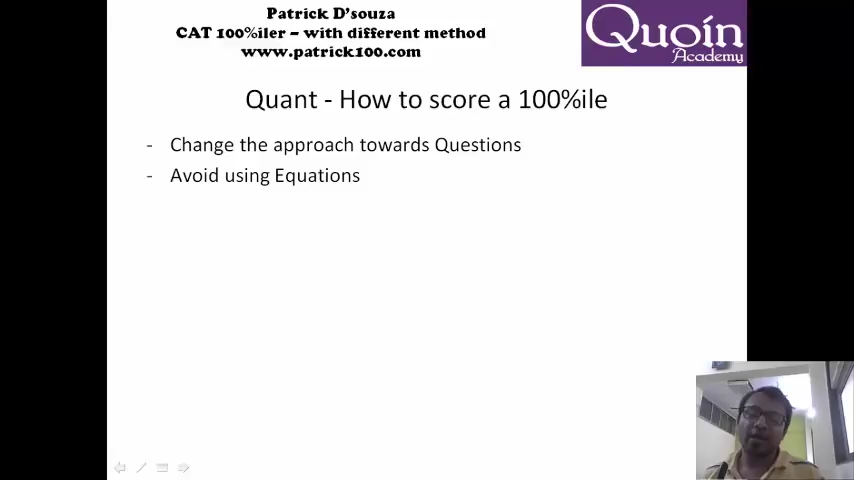 Patrick D'souza
CAT 100%iler – with different method
www.patrick100.com
Quoin
Academy
Quant - How to score a 100%ile
- Change the approach towards Questions
- Avoid using Equations